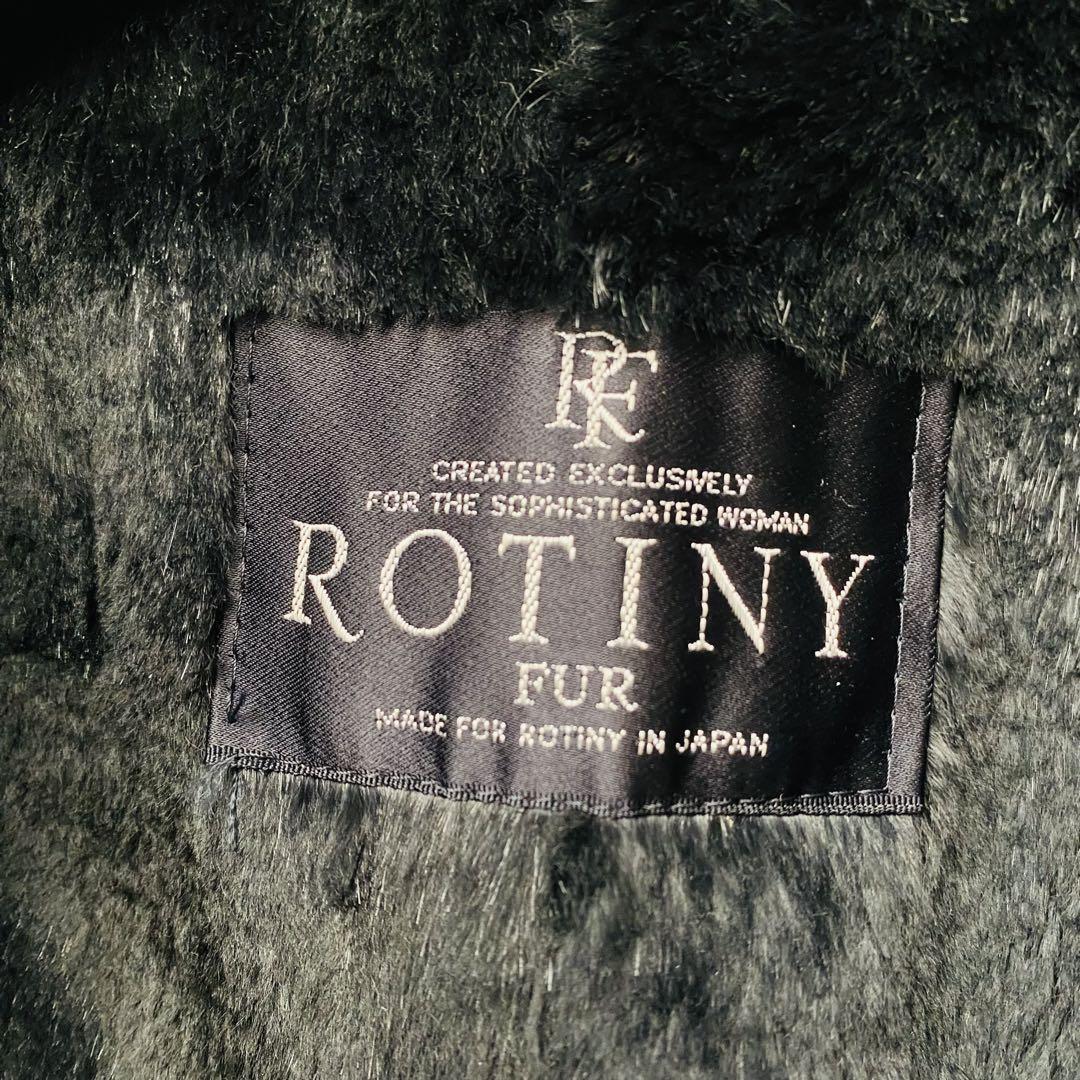 RF
CREATED EXCLUSIVELY
FOR THE SOPHISTICATED WOMAN
ROTINY
FUR
MADE FOR ROTINY IN JAPAN